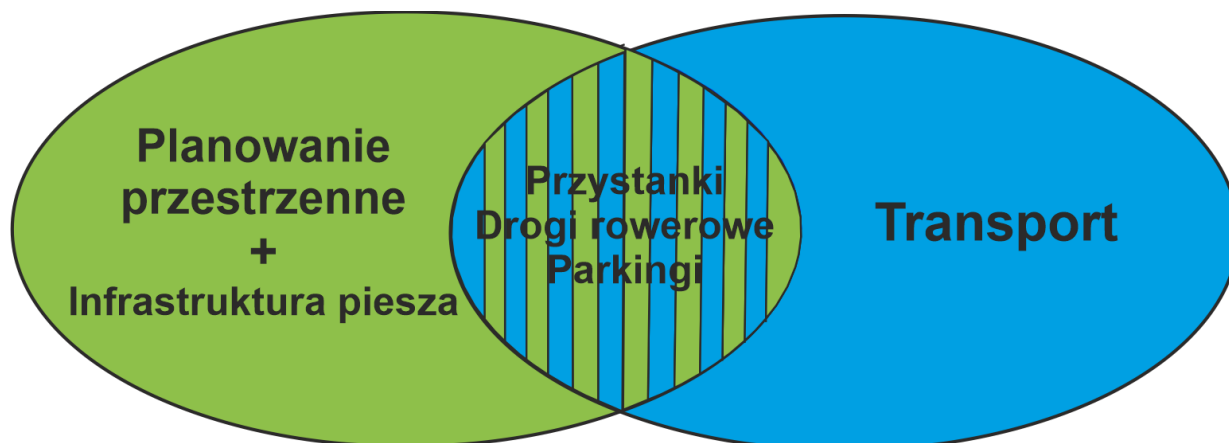 Planowanie
przestrzenne
+
Infrastruktura piesza
Przystanki
Drogi rowerowe
Parkingi
Transport